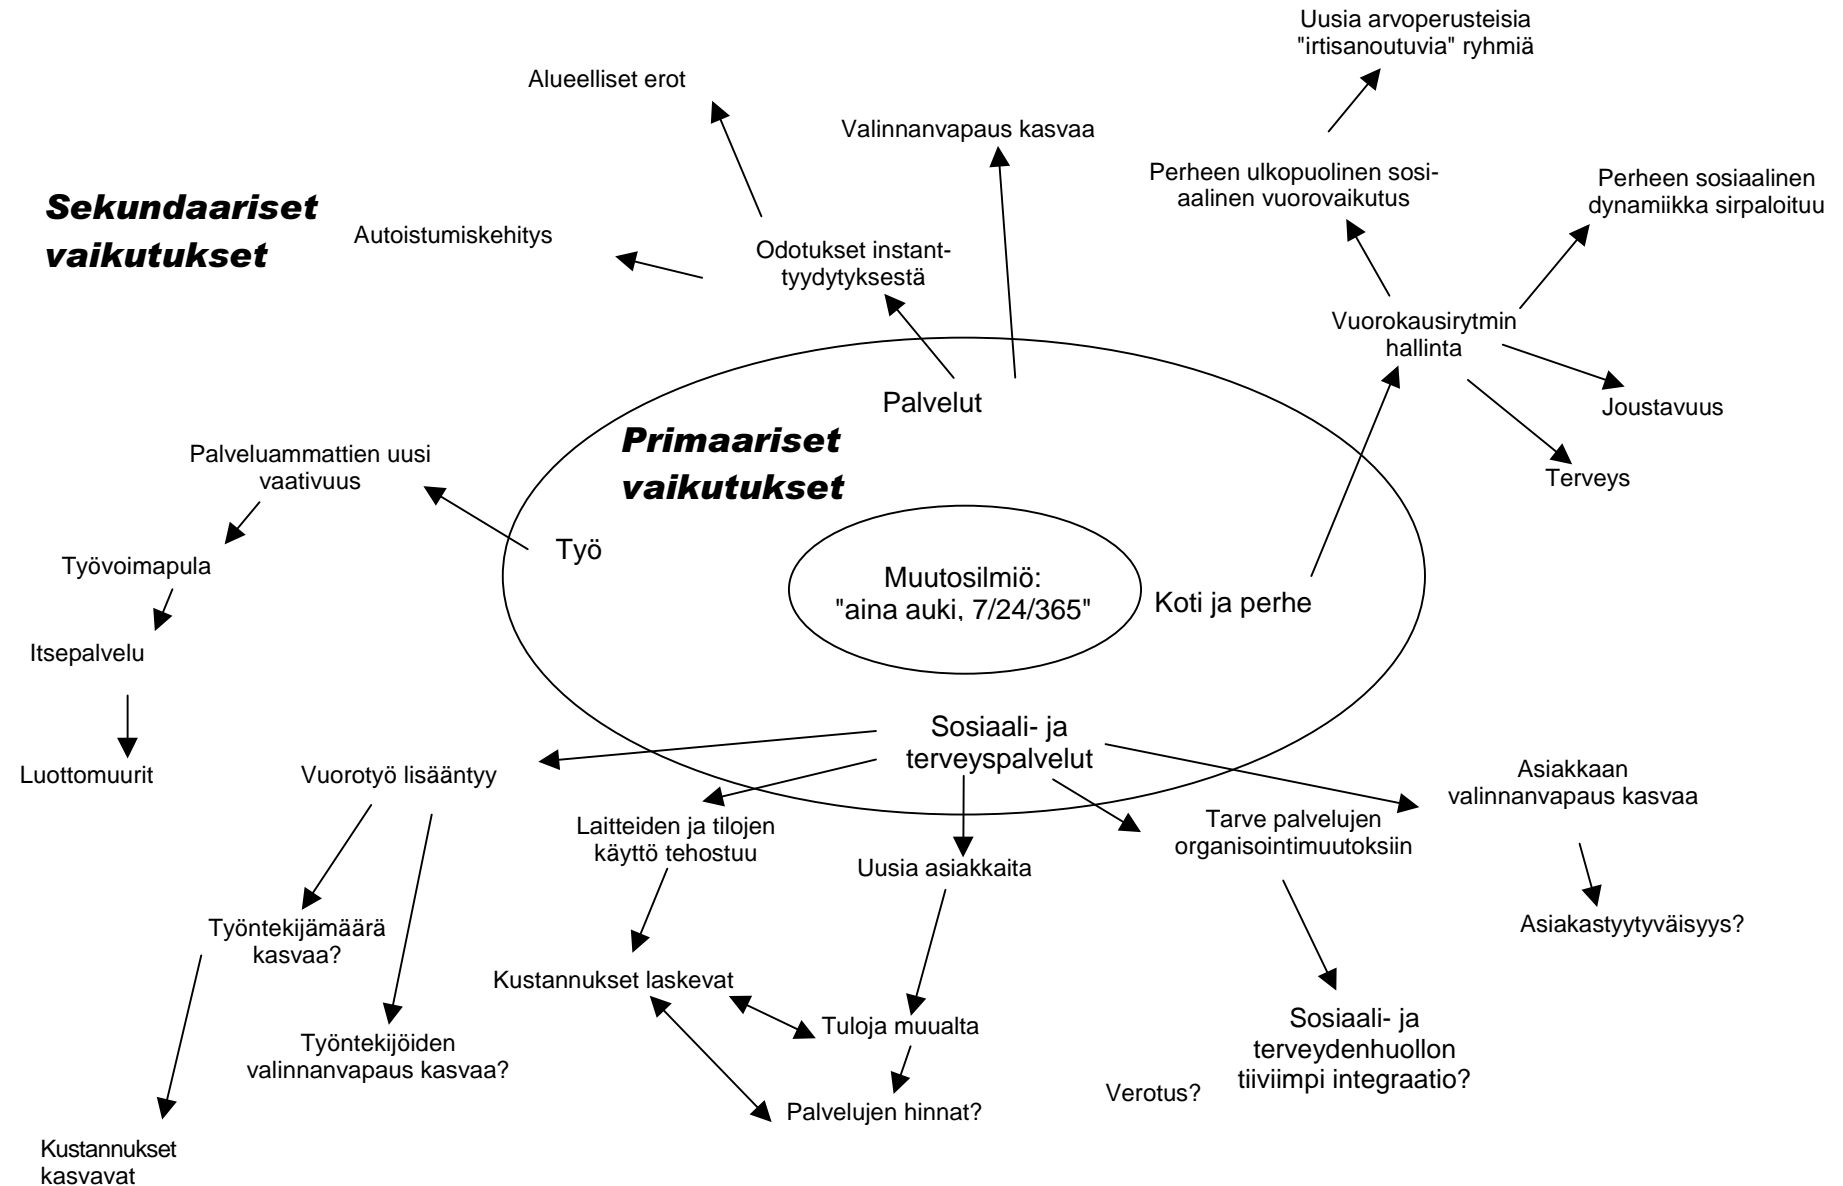 Uusia arvoperusteisia
"irtisanoutuvia" ryhmiä
Alueelliset erot
Valinnanvapaus kasvaa
Perheen ulkopuolinen sosi-
aalinen vuorovaikutus
Perheen sosiaalinen
dynamiikka sirpaloituu
Sekundaariset
vaikutukset
Autoistumiskehitys
Odotukset instant-
tyydytyksestä
Vuorokausirytmin
hallinta
Palvelut
Joustavuus
Primaariset
vaikutukset
Palveluammattien uusi
vaativuus
Terveys
Työ
Työvoimapula
Muutosilmiö:
"aina auki, 7/24/365"
Koti ja perhe
Itsepalvelu
Sosiaali- ja
terveyspalvelut
Luottomuurit
Vuorotyö lisääntyy
Asiakkaan
valinnanvapaus kasvaa
Laitteiden ja tilojen
käyttö tehostuu
Tarve palvelujen
organisointimuutoksiin
Uusia asiakkaita
Työntekijämäärä
kasvaa?
Asiakastyytyväisyys?
Kustannukset laskevat
Tuloja muualta
Sosiaali- ja
terveydenhuollon
tiiviimpi integraatio?
Työntekijöiden
valinnanvapaus kasvaa?
Verotus?
Palvelujen hinnat?
Kustannukset
kasvavat